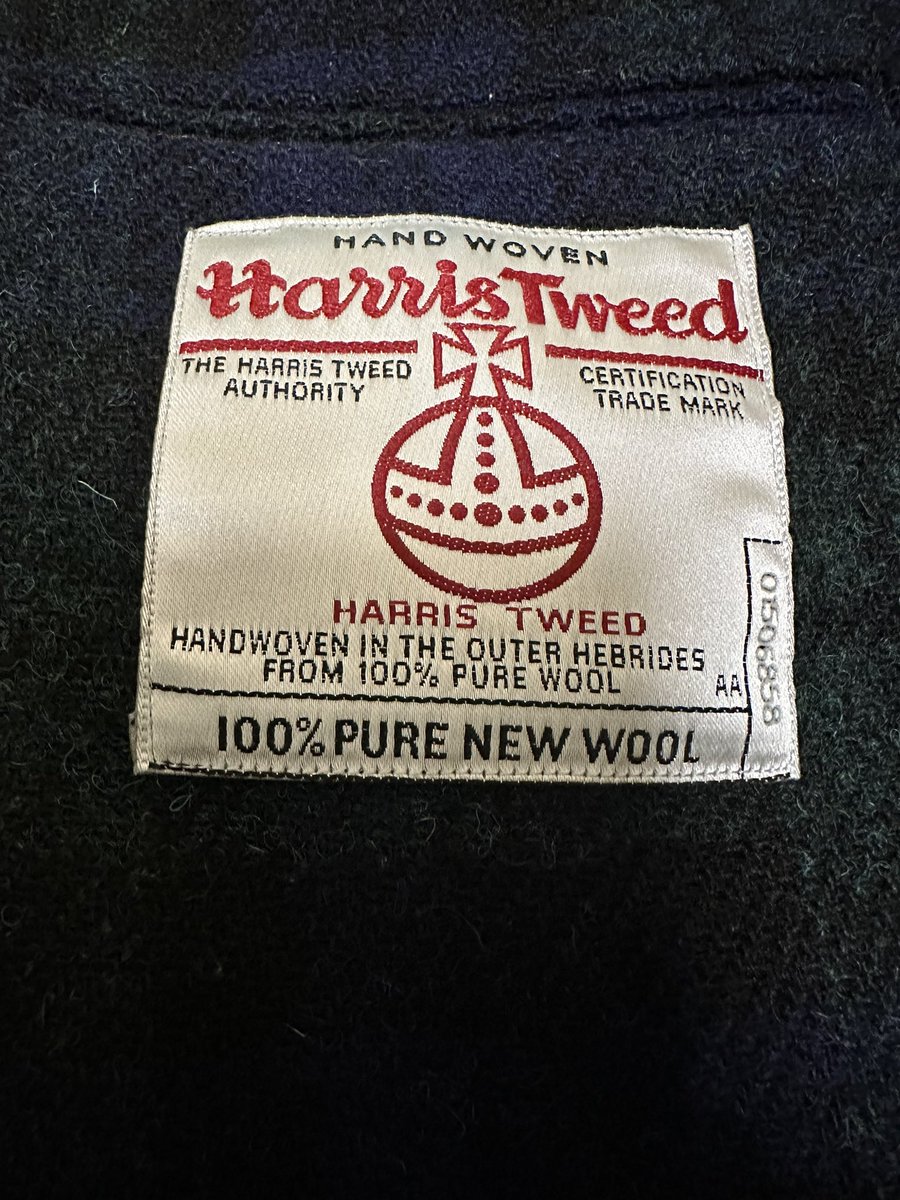 HAND WOVEN
Harris Tweed
THE HARRIS TWEED
AUTHORITY
CERTIFICATION
TRADE MARK
HARRIS TWEED
HANDWOVEN IN THE OUTER HEBRIDES
FROM 100% PURE WOOL
AA
01506858
100% PURE NEW WOOL